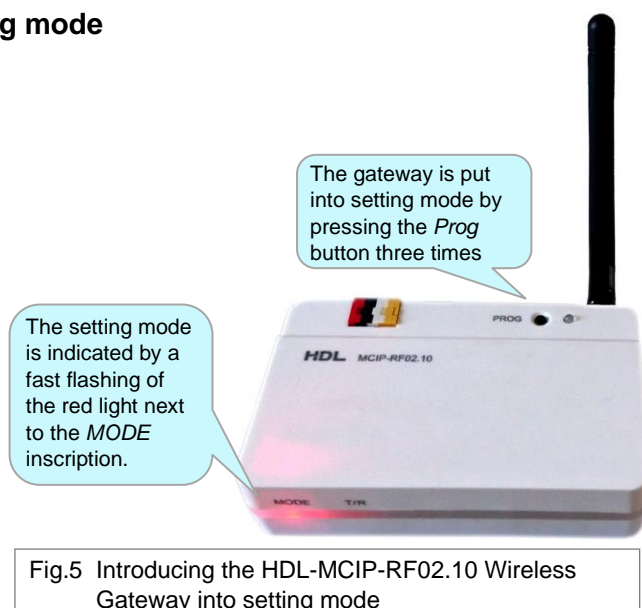 g mode
The gateway is put
into setting mode by
pressing the Prog
button three times
PROG
HDL MCIP-RF02.10
The setting mode
is indicated by a
fast flashing of
the red light next
to the MODE
inscription.
MODE T/R
Fig.5 Introducing the HDL-MCIP-RF02.10 Wireless
Gateway into setting mode